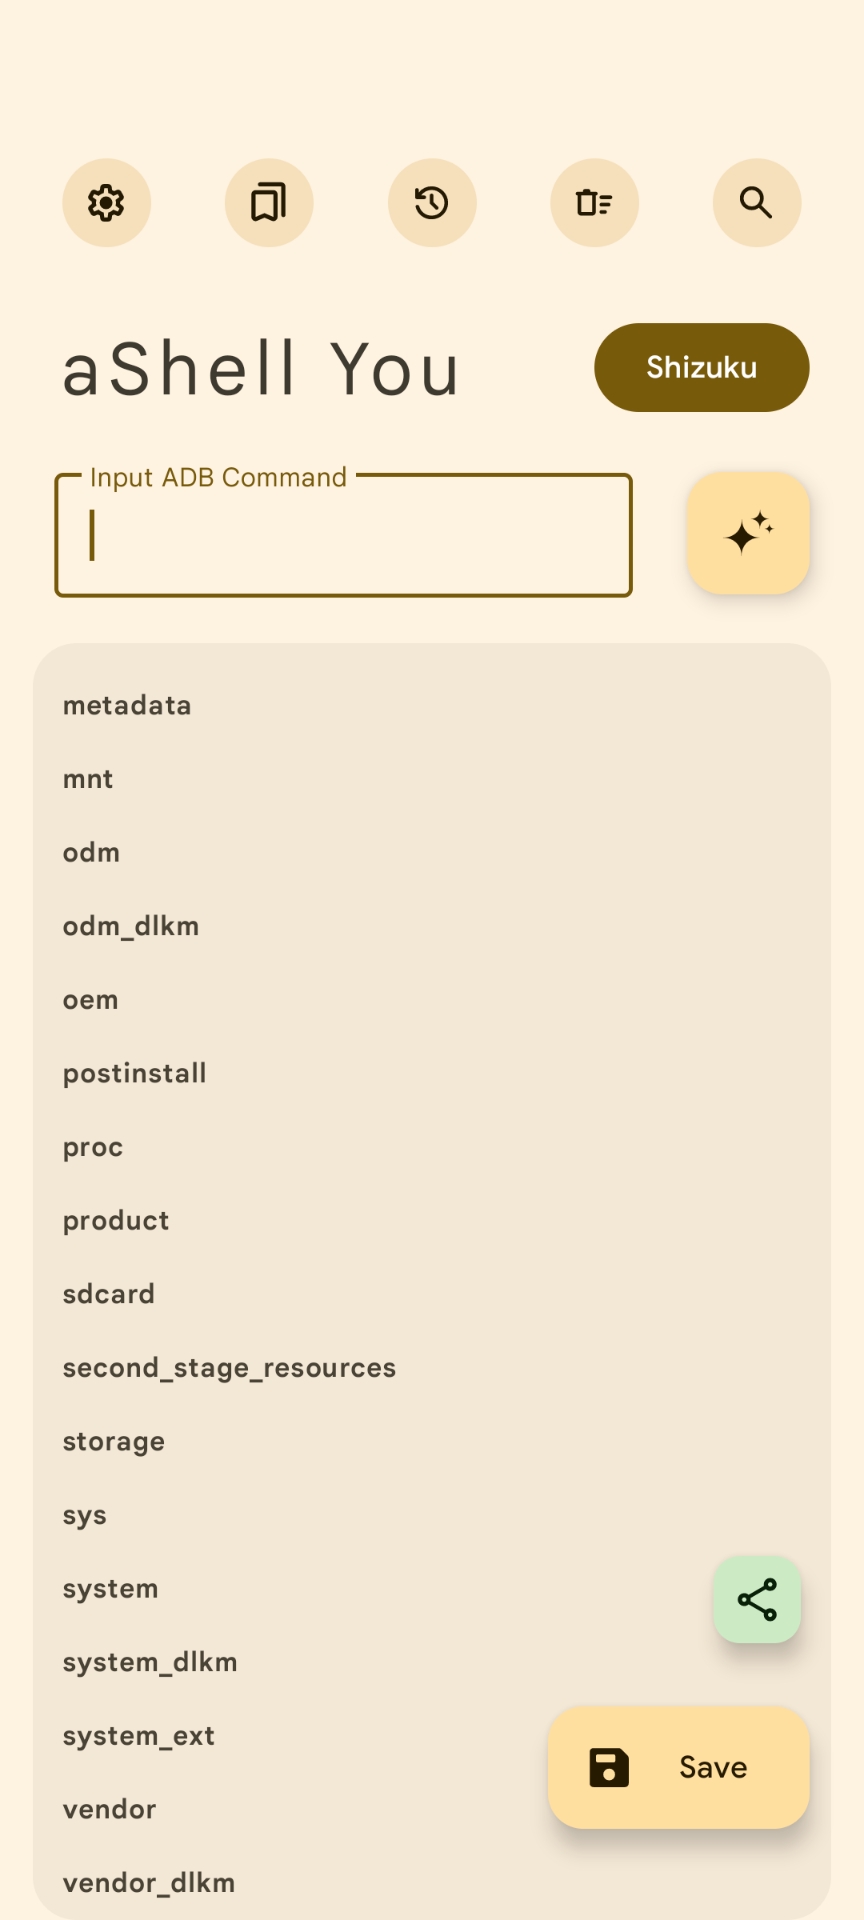 aShell You
Shizuku
Input ADB Command
metadata
mnt
odm
odm_dlkm
oem
postinstall
proc
product
sdcard
second_stage_resources
storage
sys
system
system_dlkm
system_ext
vendor
vendor_dlkm
Save